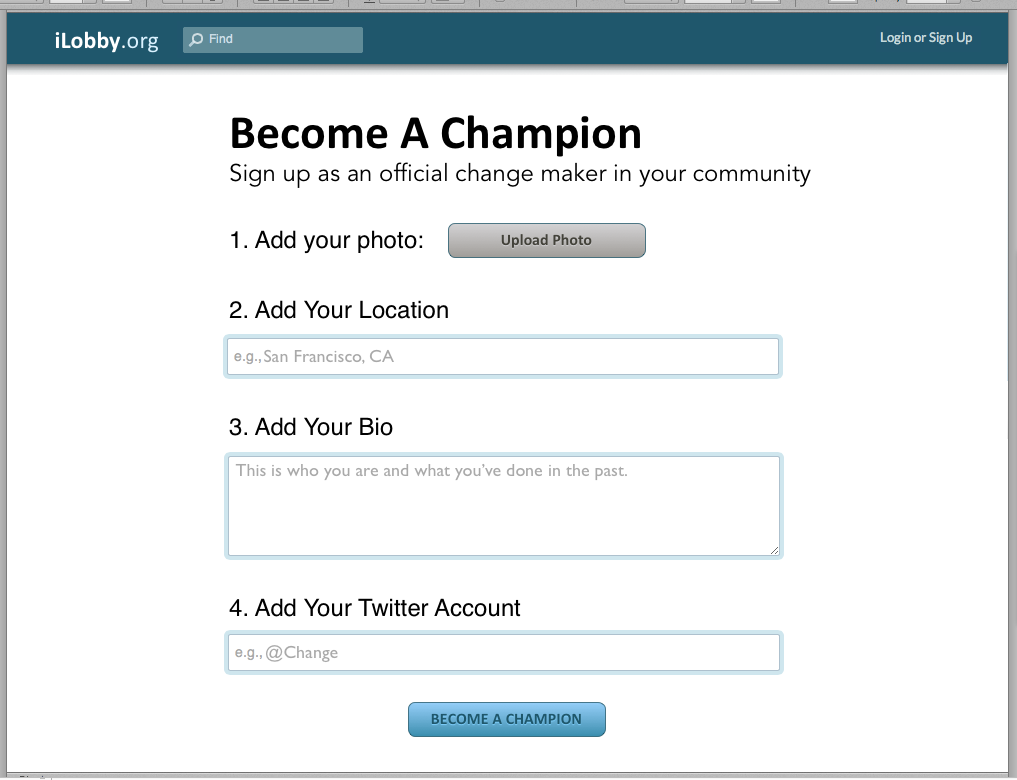 iLobby.org
Find
Login or Sign Up
Become A Champion
Sign up as an official change maker in your community
1. Add your photo:
Upload Photo
2. Add Your Location
e.g., San Francisco, CA
3. Add Your Bio
This is who you are and what you've done in the past.
4. Add Your Twitter Account
e.g., @Change
BECOME A CHAMPION